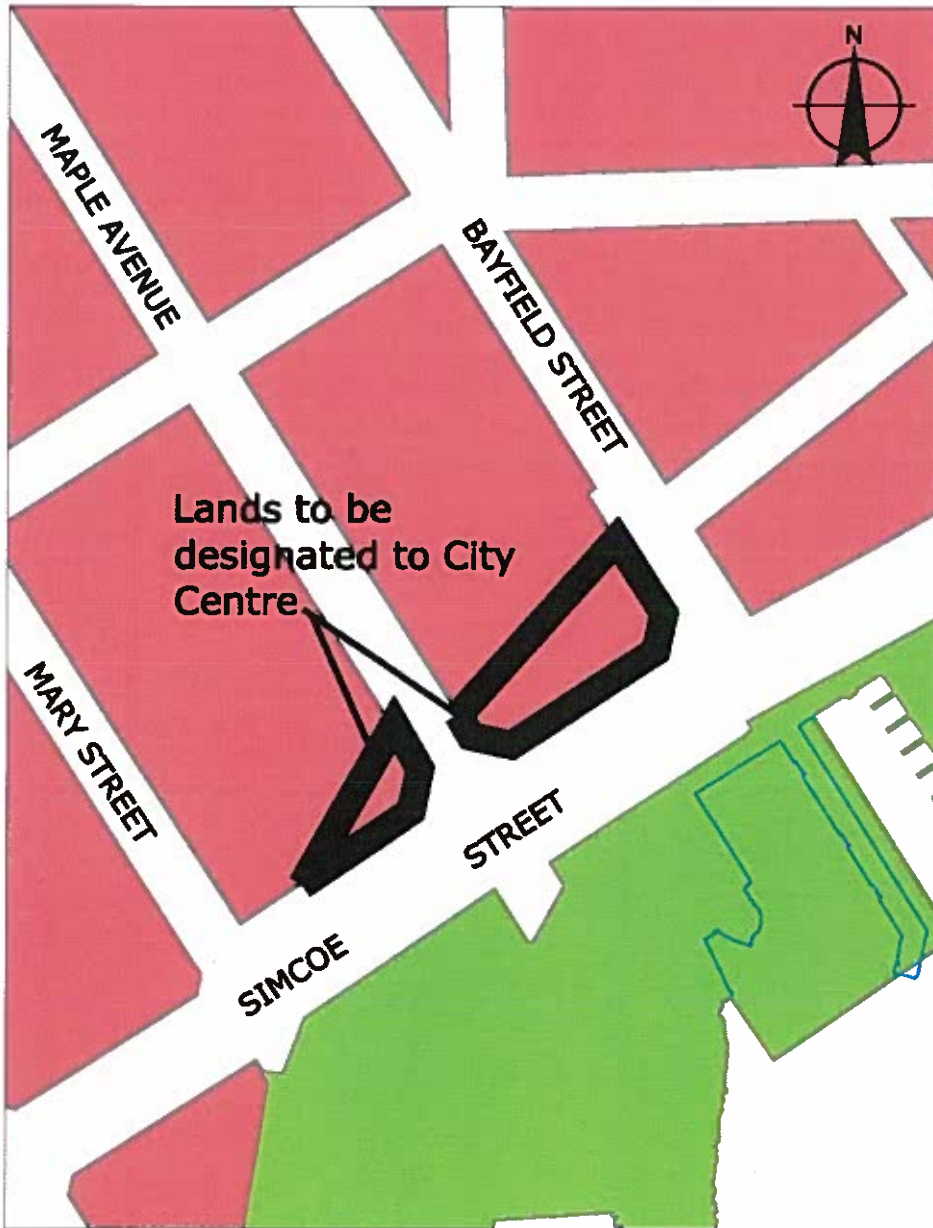 N
MAPLE AVENUE
BAYFIELD STREET
Lands to be
designated to City
Centre
MARY STREET
SIMCOE STREET